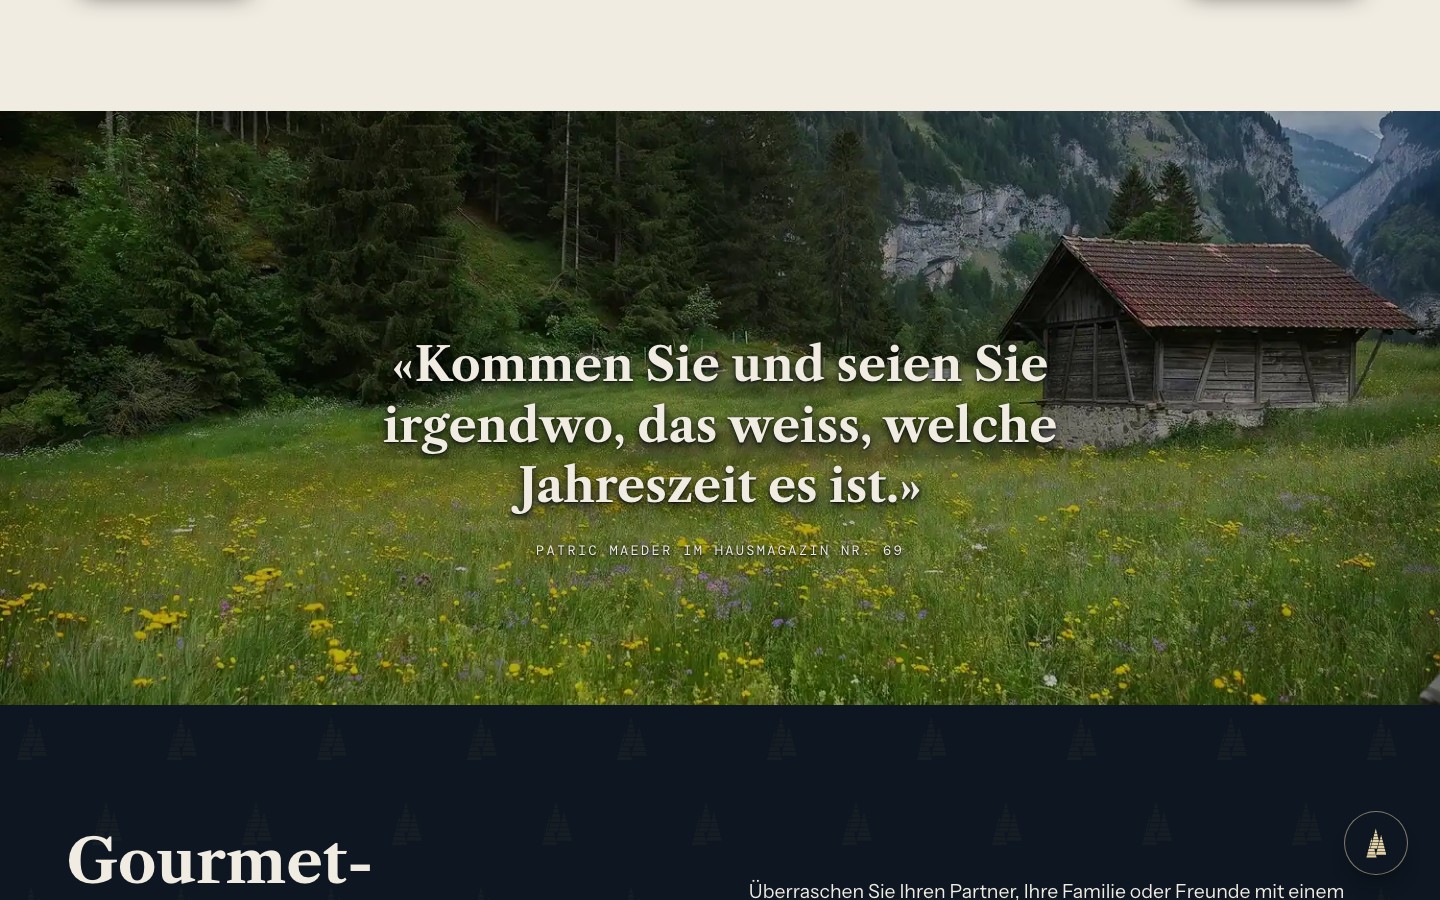 «Kommen Sie und seien Sie
irgendwo, das weiss, welche
Jahreszeit es ist.»
PATRIC MAEDER IM HAUSMAGAZIN NR. 69
Gourmet-
Überraschen Sie Ihren Partner, Ihre Familie oder Freunde mit einem